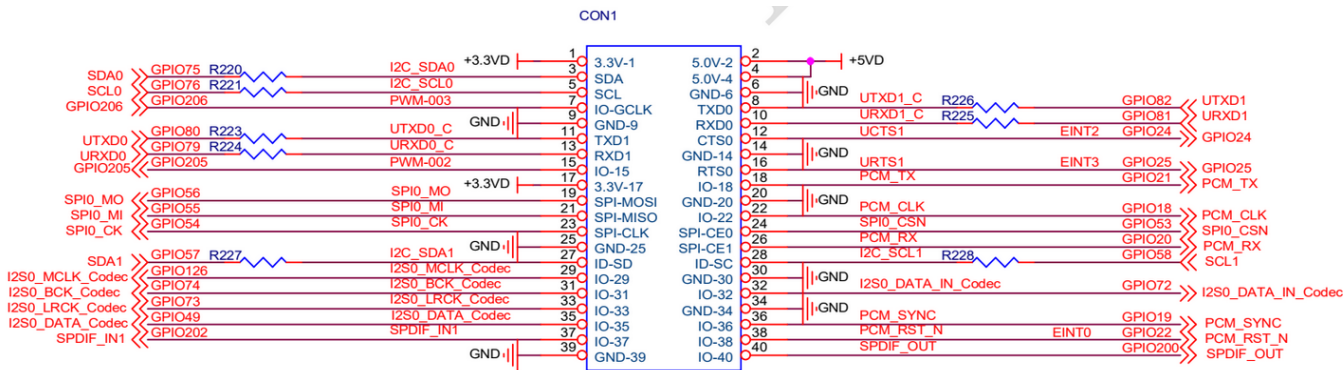 CON1
+3.3VD 1 3.3V-1 5.0V-2 2 +5VD
SDA0 GPIO75 R220 I2C_SDA0 3 SDA 5.0V-4 4
SCL0 GPIO76 R221 I2C_SCL0 5 SCL GND-6 6 GND
GPIO206 GPIO206 PWM-003 7 IO-GCLK TXD0 8 UTXD1_C R226 GPIO82 UTXD1
GND 9 GND-9 RXD0 10 URXD1_C R225 GPIO81 URXD1
UTXD0 GPIO80 R223 UTXD0_C 11 TXD1 CTS0 12 UCTS1 EINT2 GPIO24 GPIO24
URXD0 GPIO79 R224 URXD0_C 13 RXD1 GND-14 14 GND
GPIO205 GPIO205 PWM-002 15 IO-15 RTS0 16 URTS1 EINT3 GPIO25 GPIO25
+3.3VD 17 3.3V-17 IO-18 18 PCM_TX GPIO21 PCM_TX
SPI0_MO GPIO56 SPI0_MO 19 SPI-MOSI GND-20 20 GND
SPI0_MI GPIO55 SPI0_MI 21 SPI-MISO IO-22 22 PCM_CLK GPIO18 PCM_CLK
SPI0_CK GPIO54 SPI0_CK 23 SPI-CLK SPI-CE0 24 SPI0_CSN GPIO53 SPI0_CSN
GND 25 GND-25 SPI-CE1 26 PCM_RX GPIO20 PCM_RX
SDA1 GPIO57 R227 I2C_SDA1 27 ID-SD ID-SC 28 I2C_SCL1 R228 GPIO58 SCL1
I2S0_MCLK_Codec GPIO126 I2S0_MCLK_Codec 29 IO-29 GND-30 30 GND
I2S0_BCK_Codec GPIO74 I2S0_BCK_Codec 31 IO-31 IO-32 32 I2S0_DATA_IN_Codec GPIO72 I2S0_DATA_IN_Codec
I2S0_LRCK_Codec GPIO73 I2S0_LRCK_Codec 33 IO-33 GND-34 34 GND
I2S0_DATA_Codec GPIO49 I2S0_DATA_Codec 35 IO-35 IO-36 36 PCM_SYNC GPIO19 PCM_SYNC
SPDIF_IN1 GPIO202 SPDIF_IN1 37 IO-37 IO-38 38 PCM_RST_N EINT0 GPIO22 PCM_RST_N
GND 39 GND-39 IO-40 40 SPDIF_OUT GPIO200 SPDIF_OUT